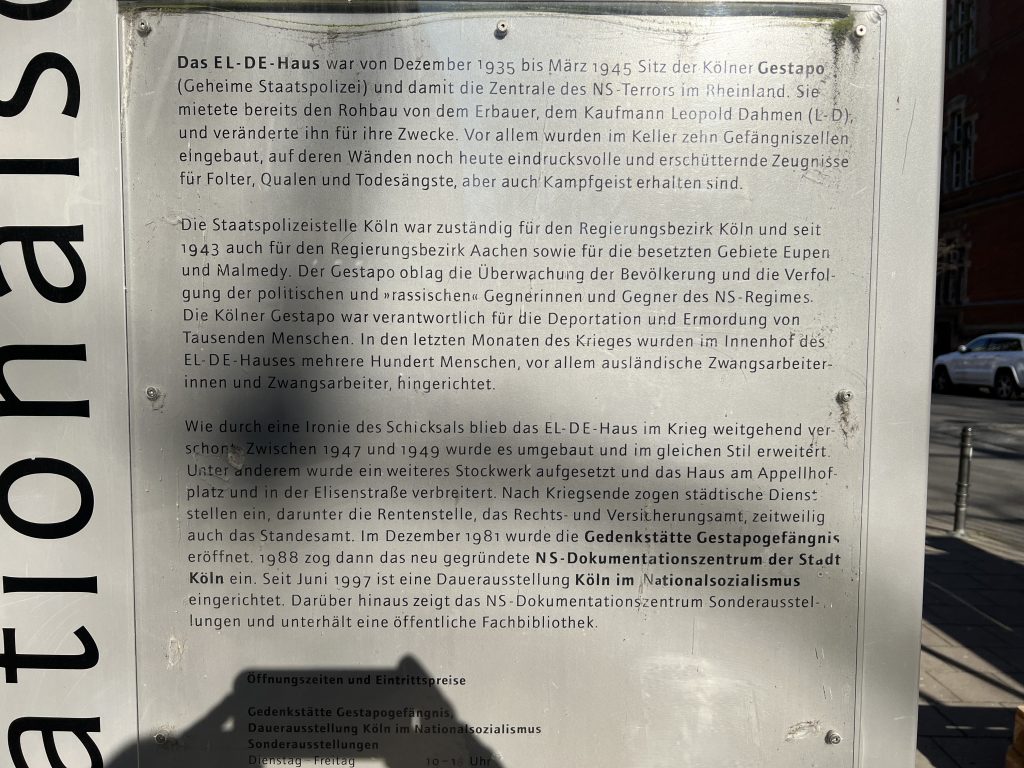 ationalso
Das EL-DE-Haus war von Dezember 1935 bis März 1945 Sitz der Kölner Gestapo
(Geheime Staatspolizei) und damit die Zentrale des NS-Terrors im Rheinland. Sie
mietete bereits den Rohbau von dem Erbauer, dem Kaufmann Leopold Dahmen (L-D),
und veränderte ihn für ihre Zwecke. Vor allem wurden im Keller zehn Gefängniszellen
eingebaut, auf deren Wänden noch heute eindrucksvolle und erschütternde Zeugnisse
für Folter, Qualen und Todesängste, aber auch Kampfgeist erhalten sind.
Die Staatspolizeistelle Köln war zuständig für den Regierungsbezirk Köln und seit
1943 auch für den Regierungsbezirk Aachen sowie für die besetzten Gebiete Eupen
und Malmedy. Der Gestapo oblag die Überwachung der Bevölkerung und die Verfol-
gung der politischen und »rassischen« Gegnerinnen und Gegner des NS-Regimes.
Die Kölner Gestapo war verantwortlich für die Deportation und Ermordung von
Tausenden Menschen. In den letzten Monaten des Krieges wurden im Innenhof des
EL-DE-Hauses mehrere Hundert Menschen, vor allem ausländische Zwangsarbeiter-
innen und Zwangsarbeiter, hingerichtet.
Wie durch eine Ironie des Schicksals blieb das EL-DE-Haus im Krieg weitgehend ver-
schont. Zwischen 1947 und 1949 wurde es umgebaut und im gleichen Stil erweitert.
Unter anderem wurde ein weiteres Stockwerk aufgesetzt und das Haus am Appellhof-
platz und in der Elisenstraße verbreitert. Nach Kriegsende zogen städtische Dienst
stellen ein, darunter die Rentenstelle, das Rechts- und Versicherungsamt, zeitweilig
auch das Standesamt. Im Dezember 1981 wurde die Gedenkstätte Gestapogefängnis
eröffnet. 1988 zog dann das neu gegründete NS-Dokumentationszentrum der Stadt
Köln ein. Seit Juni 1997 ist eine Dauerausstellung Köln im Nationalsozialismus
eingerichtet. Darüber hinaus zeigt das NS-Dokumentationszentrum Sonderausstel-
lungen und unterhält eine öffentliche Fachbibliothek.
Öffnungszeiten und Eintrittspreise
Gedenkstätte Gestapogefängnis,
Dauerausstellung Köln im Nationalsozialismus
Sonderausstellungen
Dienstag – Freitag Uhr